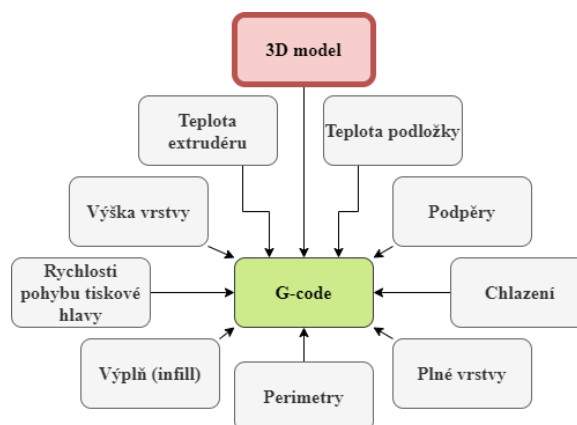 3D model
Teplota
extrudéru
Teplota podložky
Výška vrstvy
Podpěry
Rychlosti
pohybu tiskové
hlavy
G-code
Chlazení
Výplň (infill)
Perimetry
Plné vrstvy